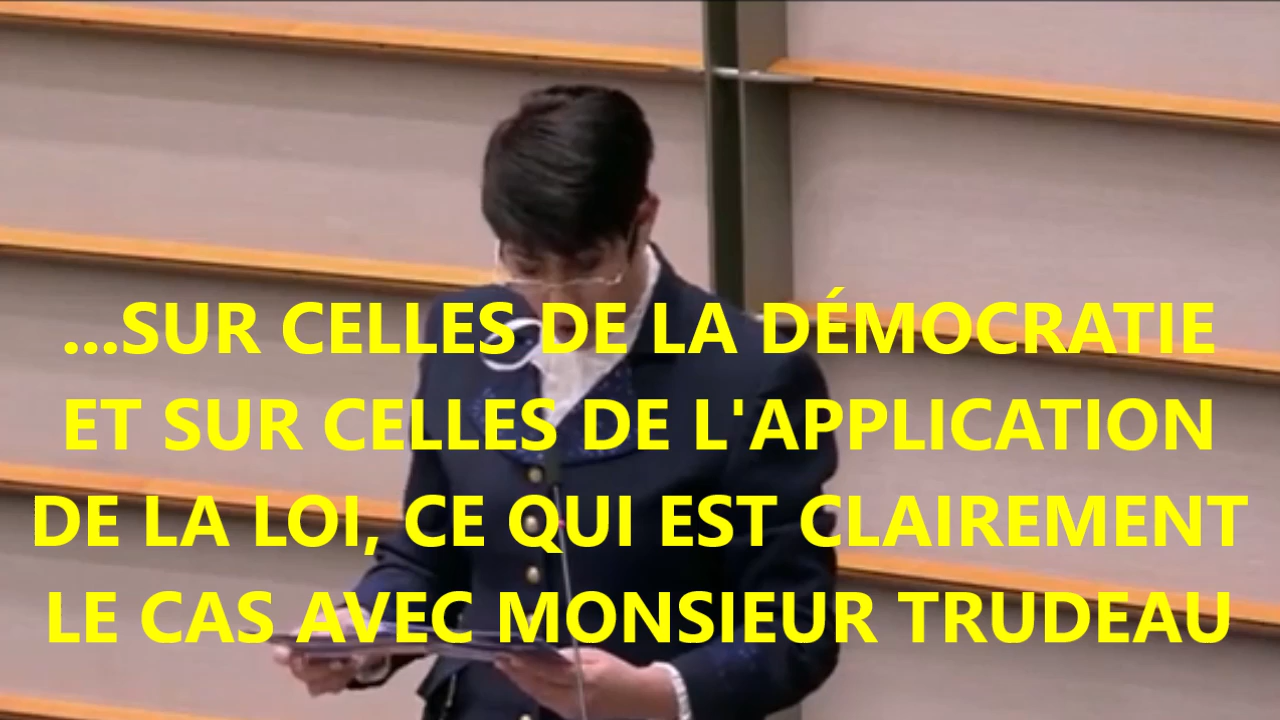 ...SUR CELLES DE LA DÉMOCRATIE
ET SUR CELLES DE L'APPLICATION
DE LA LOI, CE QUI EST CLAIREMENT
LE CAS AVEC MONSIEUR TRUDEAU